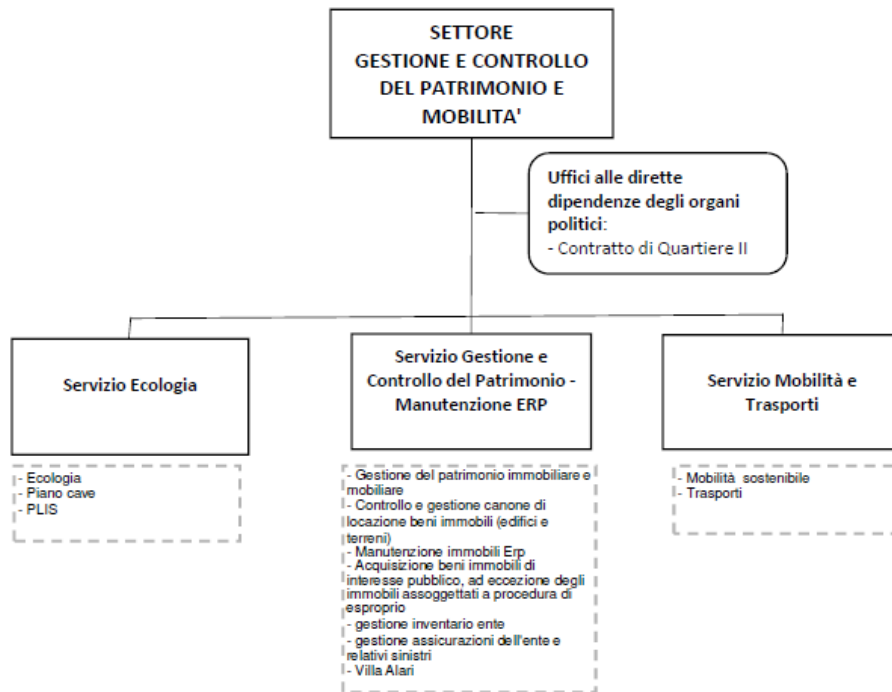 SETTORE
GESTIONE E CONTROLLO
DEL PATRIMONIO E
MOBILITA'
Uffici alle dirette
dipendenze degli organi
politici:
- Contratto di Quartiere II
Servizio Ecologia
Servizio Gestione e
Controllo del Patrimonio -
Manutenzione ERP
Servizio Mobilità e
Trasporti
- Ecologia
- Piano cave
- PLIS
- Gestione del patrimonio immobiliare e
mobiliare
- Controllo e gestione canone di
locazione beni immobili (edifici e
terreni)
- Manutenzione immobili Erp
- Acquisizione beni immobili di
interesse pubblico, ad eccezione degli
immobili assoggettati a procedura di
esproprio
- gestione inventario ente
- gestione assicurazioni dell'ente e
relativi sinistri
- Villa Alari
- Mobilità sostenibile
- Trasporti